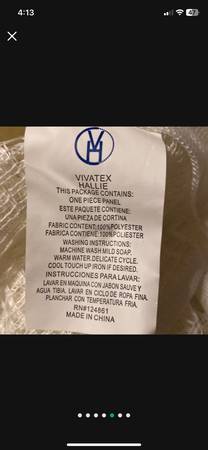 4:13
47
VH
VIVATEX
HALLIE
THIS PACKAGE CONTAINS:
ONE PIECE PANEL
ESTE PAQUETE CONTIENE:
UNA PIEZA DE CORTINA
FABRIC CONTENT:100%POLYESTER
FABRICA CONTIENE:100%POLIESTER
WASHING INSTRUCTIONS:
MACHINE WASH MILD SOAP.
WARM WATER.DELICATE CYCLE.
COOL TOUCH UP IRON IF DESIRED.
INSTRUCCIONES PARA LAVAR:
LAVAR EN MAQUINA CON JABON SAUVE Y
AGUA TIBIA. LAVAR EN CICLO DE ROPA FINA.
PLANCHAR CON TEMPERATURA FRIA.
RN#124861
MADE IN CHINA